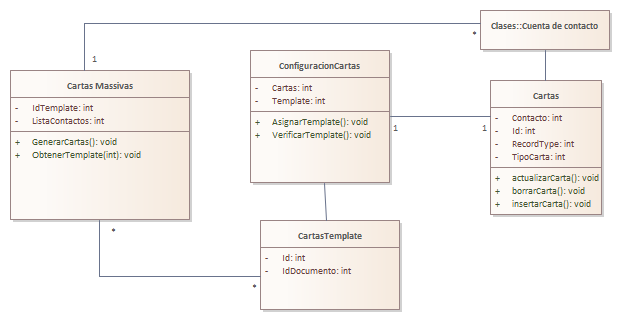 Clases::Cuenta de contacto
*
1
Cartas Massivas
- IdTemplate: int
- ListaContactos: int
+ GenerarCartas(): void
+ ObtenerTemplate(int): void
*
ConfiguracionCartas
- Cartas: int
- Template: int
+ AsignarTemplate(): void
+ VerificarTemplate(): void
1
1
Cartas
- Contacto: int
- Id: int
- RecordType: int
- TipoCarta: int
+ actualizarCarta(): void
+ borrarCarta(): void
+ insertarCarta(): void
CartasTemplate
- Id: int
- IdDocumento: int
*